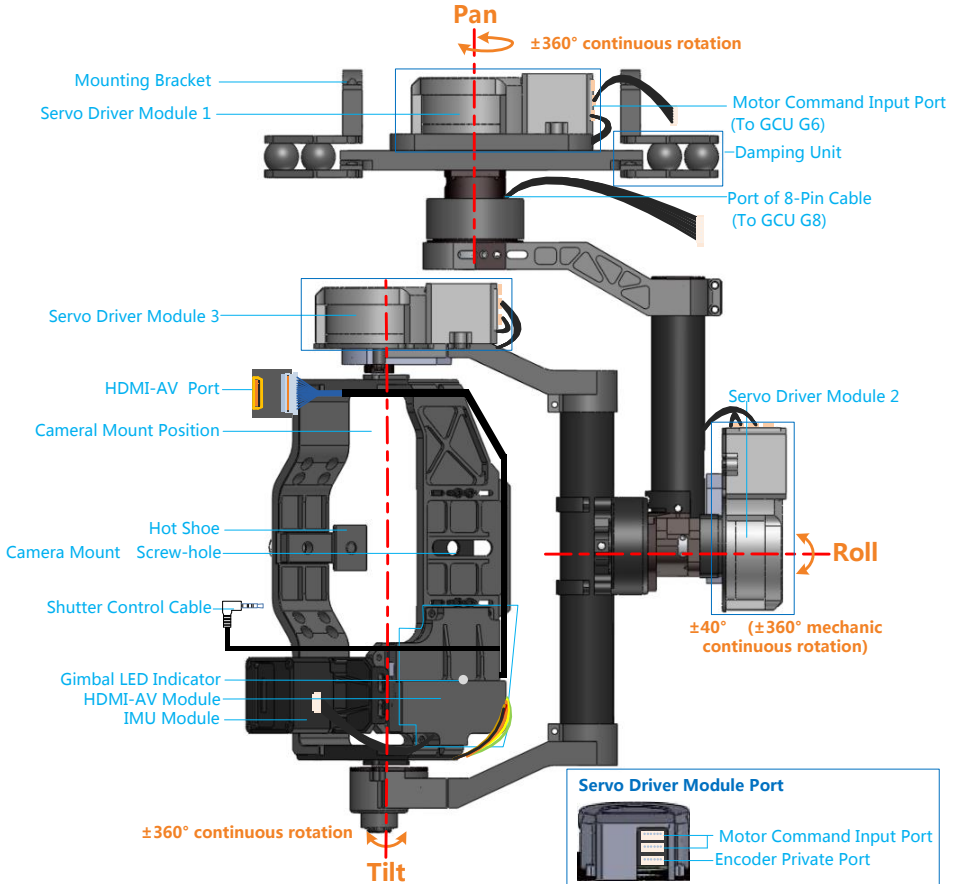 Pan
±360° continuous rotation
Mounting Bracket
Servo Driver Module 1
Motor Command Input Port
(To GCU G6)
Damping Unit
Port of 8-Pin Cable
(To GCU G8)
Servo Driver Module 3
HDMI-AV Port
Servo Driver Module 2
Cameral Mount Position
Hot Shoe
Camera Mount Screw-hole
Roll
Shutter Control Cable
±40° (±360° mechanic
continuous rotation)
Gimbal LED Indicator
HDMI-AV Module
IMU Module
Servo Driver Module Port
±360° continuous rotation
Motor Command Input Port
Encoder Private Port
Tilt